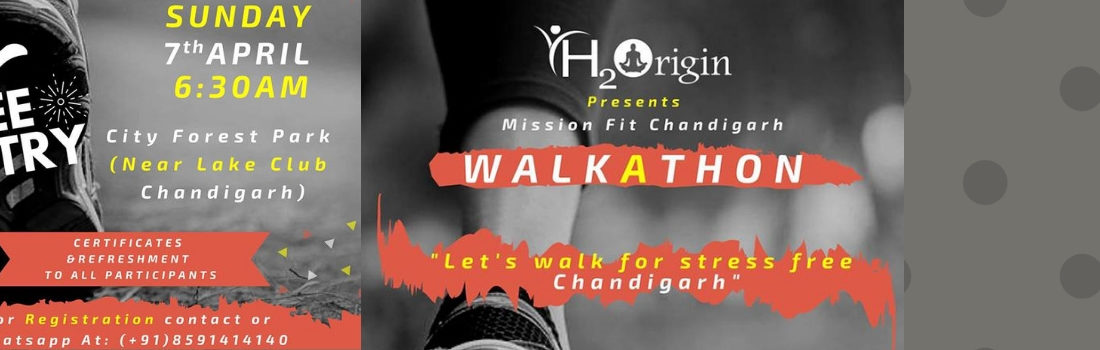 SUNDAY
7thAPRIL
6:30AM
City Forest Park
(Near Lake Club
Chandigarh)
CERTIFICATES
&REFRESHMENT
TO ALL PARTICIPANTS
Registration contact or
At: (+91)8591414140
H2Origin
Presents
Mission Fit Chandigarh
WALKATHON
"Let's walk for stress free
Chandigarh"